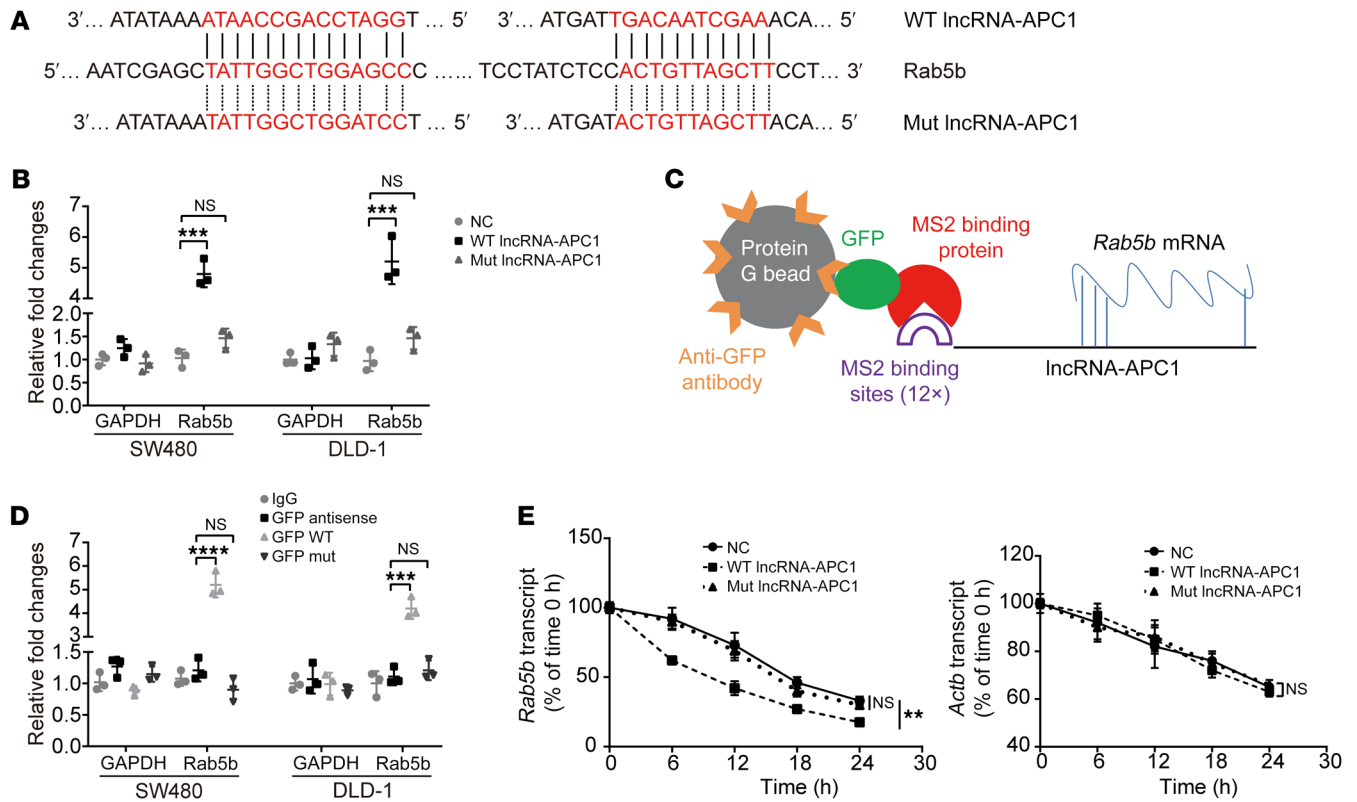 A
3′... ATATAAAATAACCGACCTAGGT ... 5′ 3′... ATGATTGACAATCGAAACA... 5′ WT lncRNA-APC1
5′... AATCGAGCTATTGGCTGGAGCCC ...... TCCTATCTCCACTGTTAGCTTCCT... 3′ Rab5b
3′... ATATAAATATTGGCTGGATCCT ... 5′ 3′... ATGATACTGTTAGCTTACA... 5′ Mut lncRNA-APC1
B
Relative fold changes
7
6
5
4
2.0
1.5
1.0
0.5
0.0
NS
***
NS
***
GAPDH Rab5b GAPDH Rab5b
SW480 DLD-1
NC
WT lncRNA-APC1
Mut lncRNA-APC1
C
Protein
G bead
GFP
MS2 binding
protein
Rab5b mRNA
Anti-GFP
antibody
MS2 binding
sites (12×)
lncRNA-APC1
D
IgG
GFP antisense
GFP WT
GFP mut
Relative fold changes
7
6
5
4
3
1.5
1.0
0.5
0.0
NS
****
NS
***
GAPDH Rab5b GAPDH Rab5b
SW480 DLD-1
E
Rab5b transcript
(% of time 0 h)
150
100
50
0
NC
WT lncRNA-APC1
Mut lncRNA-APC1
NS
**
0 6 12 18 24 30
Time (h)
Actb transcript
(% of time 0 h)
120
100
80
60
40
NC
WT lncRNA-APC1
Mut lncRNA-APC1
NS
0 6 12 18 24 30
Time (h)